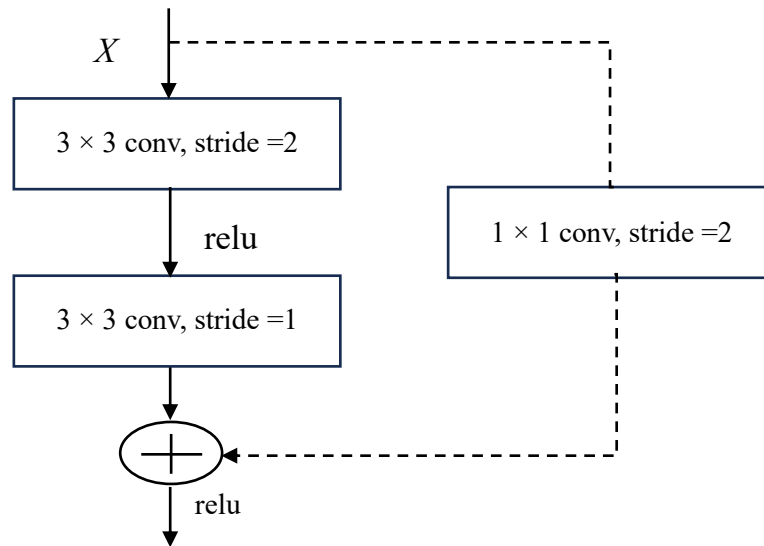 X
3 × 3 conv, stride =2
relu
1 × 1 conv, stride =2
3 × 3 conv, stride =1
relu